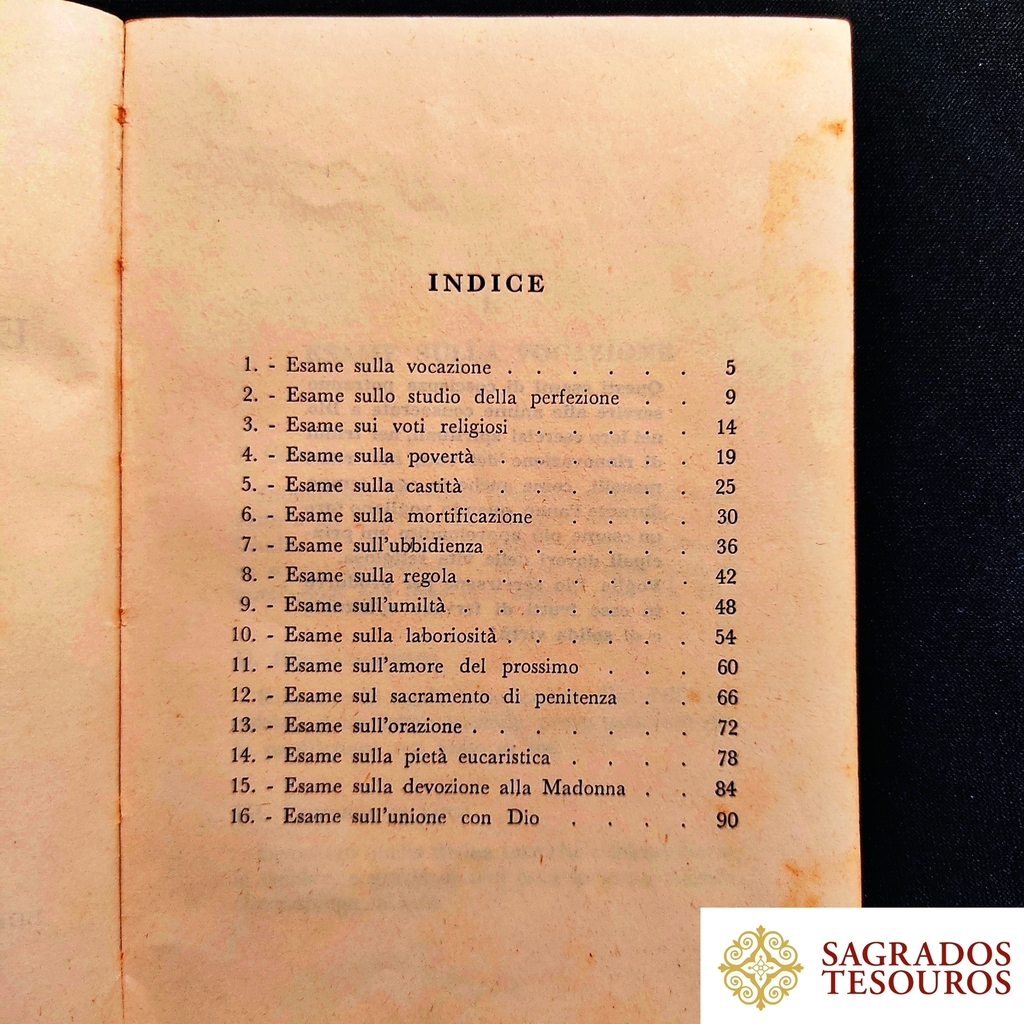 INDICE
1. - Esame sulla vocazione . . . . . . 5
2. - Esame sullo studio della perfezione . . 9
3. - Esame sui voti religiosi . . . . . 14
4. - Esame sulla povertà . . . . . . 19
5. - Esame sulla castità . . . . . . 25
6. - Esame sulla mortificazione . . . . 30
7. - Esame sull'ubbidienza . . . . . . 36
8. - Esame sulla regola . . . . . . . 42
9. - Esame sull'umiltà . . . . . . . 48
10. - Esame sulla laboriosità . . . . . . 54
11. - Esame sull'amore del prossimo . . . 60
12. - Esame sul sacramento di penitenza . . 66
13. - Esame sull'orazione . . . . . . . 72
14. - Esame sulla pietà eucaristica . . . . 78
15. - Esame sulla devozione alla Madonna . . 84
16. - Esame sull'unione con Dio . . . . 90
SAGRADOS
TESOUROS